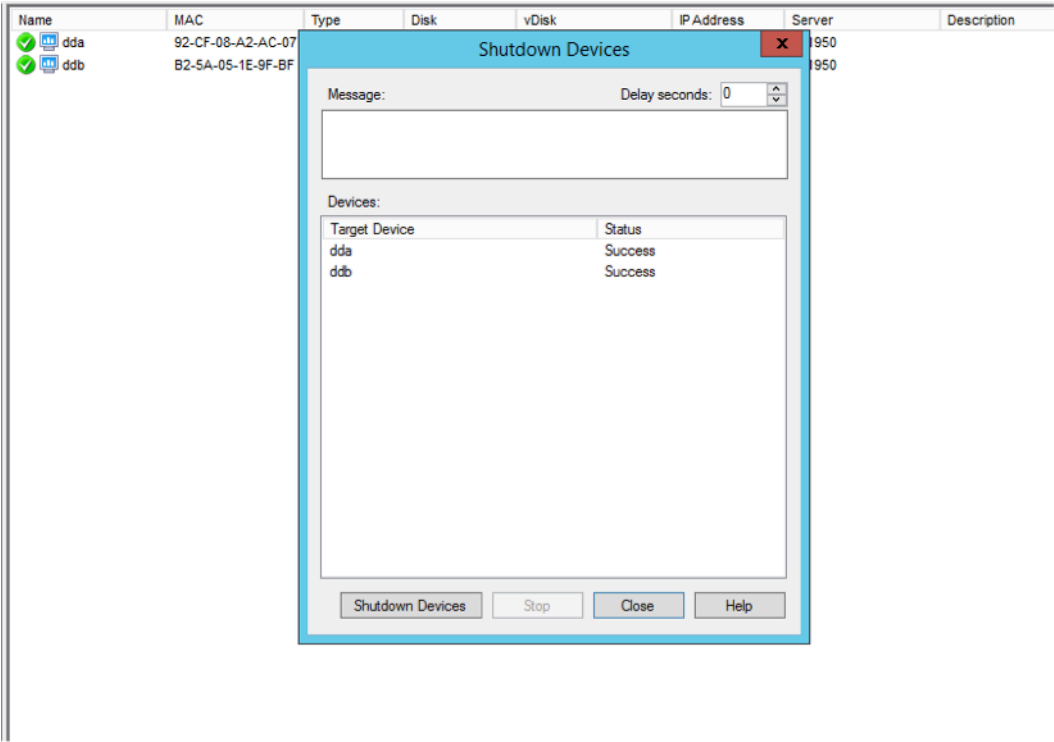 Name MAC Type Disk vDisk IP Address Server Description
dda 92-CF-08-A2-AC-07 1950
ddb B2-5A-05-1E-9F-BF 1950
Shutdown Devices x
Message: Delay seconds: 0
Devices:
Target Device Status
dda Success
ddb Success
Shutdown Devices Stop Close Help